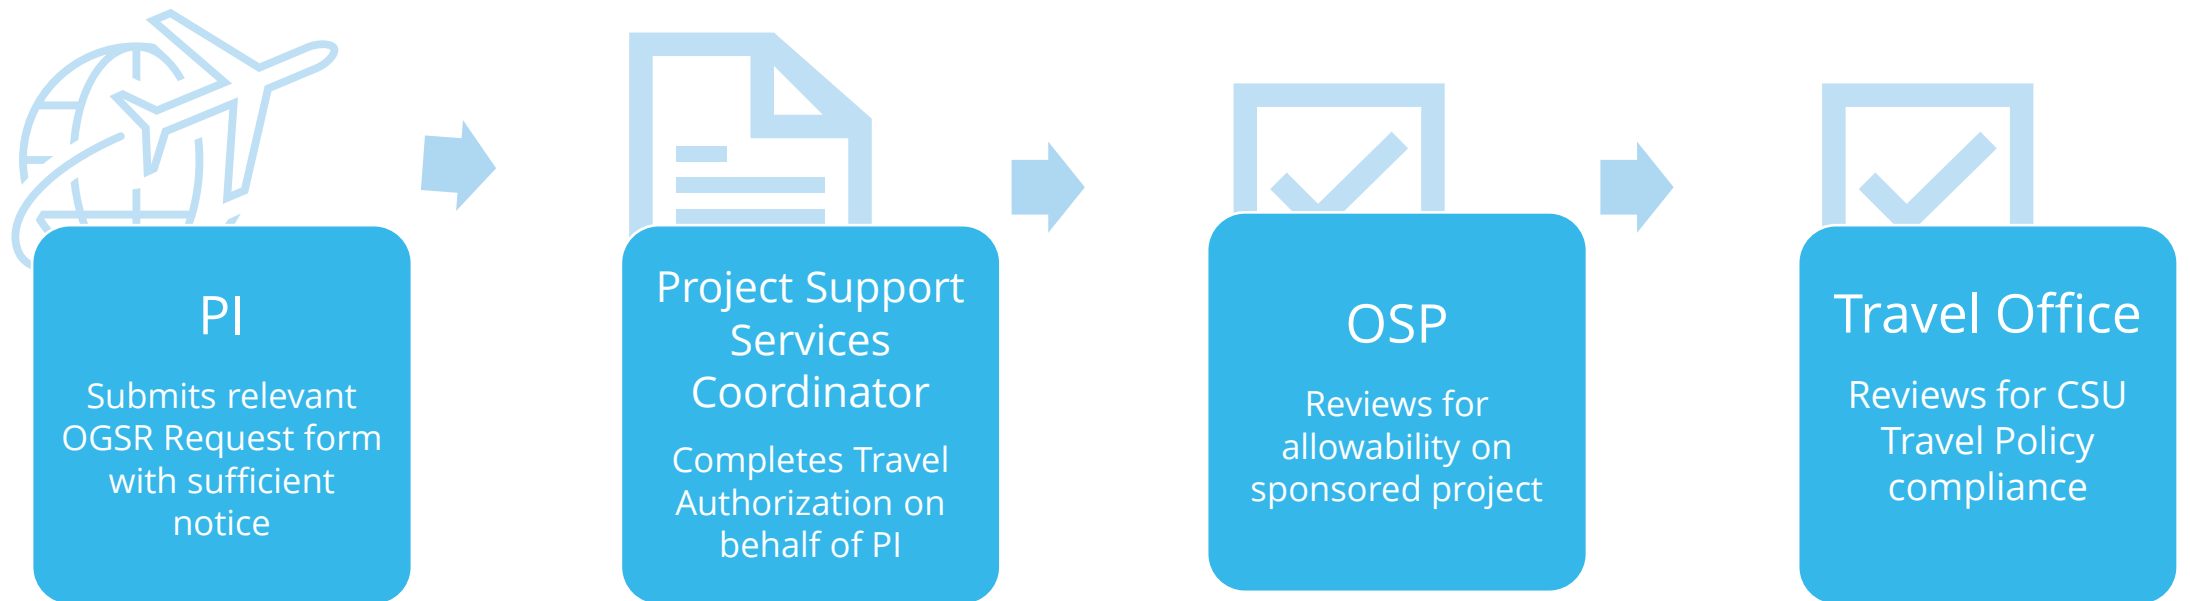 PI
Submits relevant
OGSR Request form
with sufficient
notice
Project Support
Services
Coordinator
Completes Travel
Authorization on
behalf of PI
OSP
Reviews for
allowability on
sponsored project
Travel Office
Reviews for CSU
Travel Policy
compliance